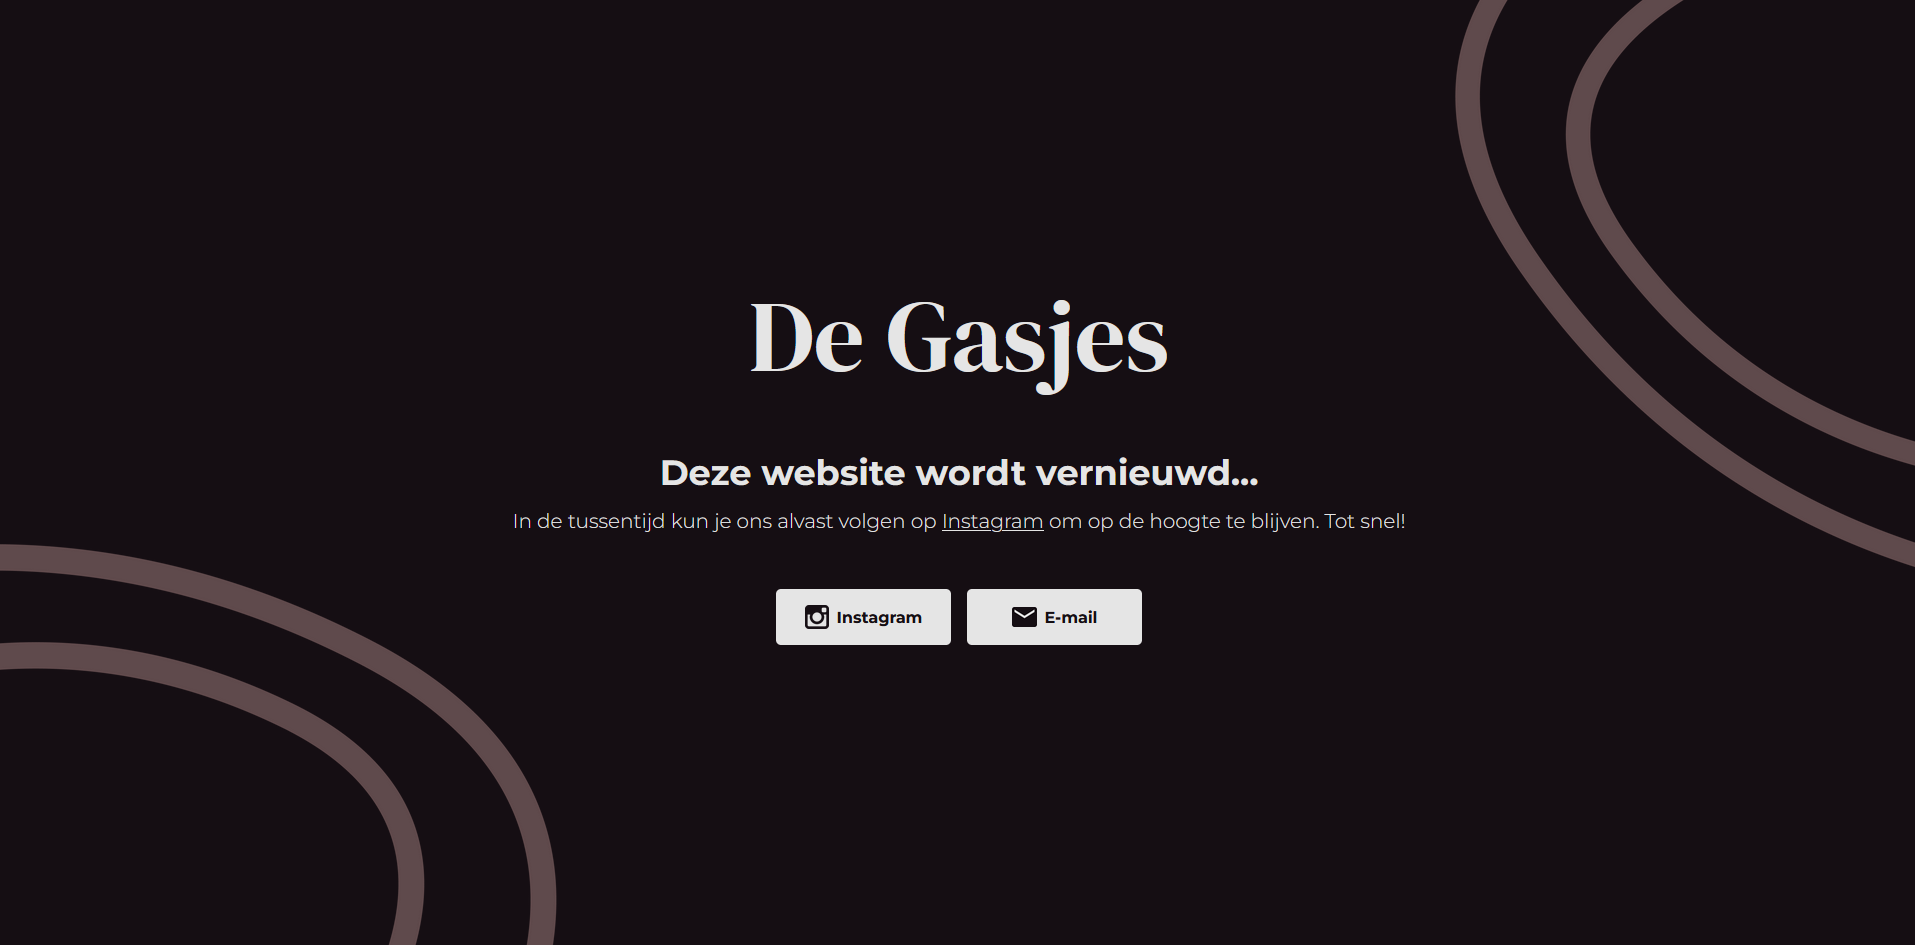 De Gasjes
Deze website wordt vernieuwd...
In de tussentijd kun je ons alvast volgen op Instagram om op de hoogte te blijven. Tot snel!
Instagram
E-mail